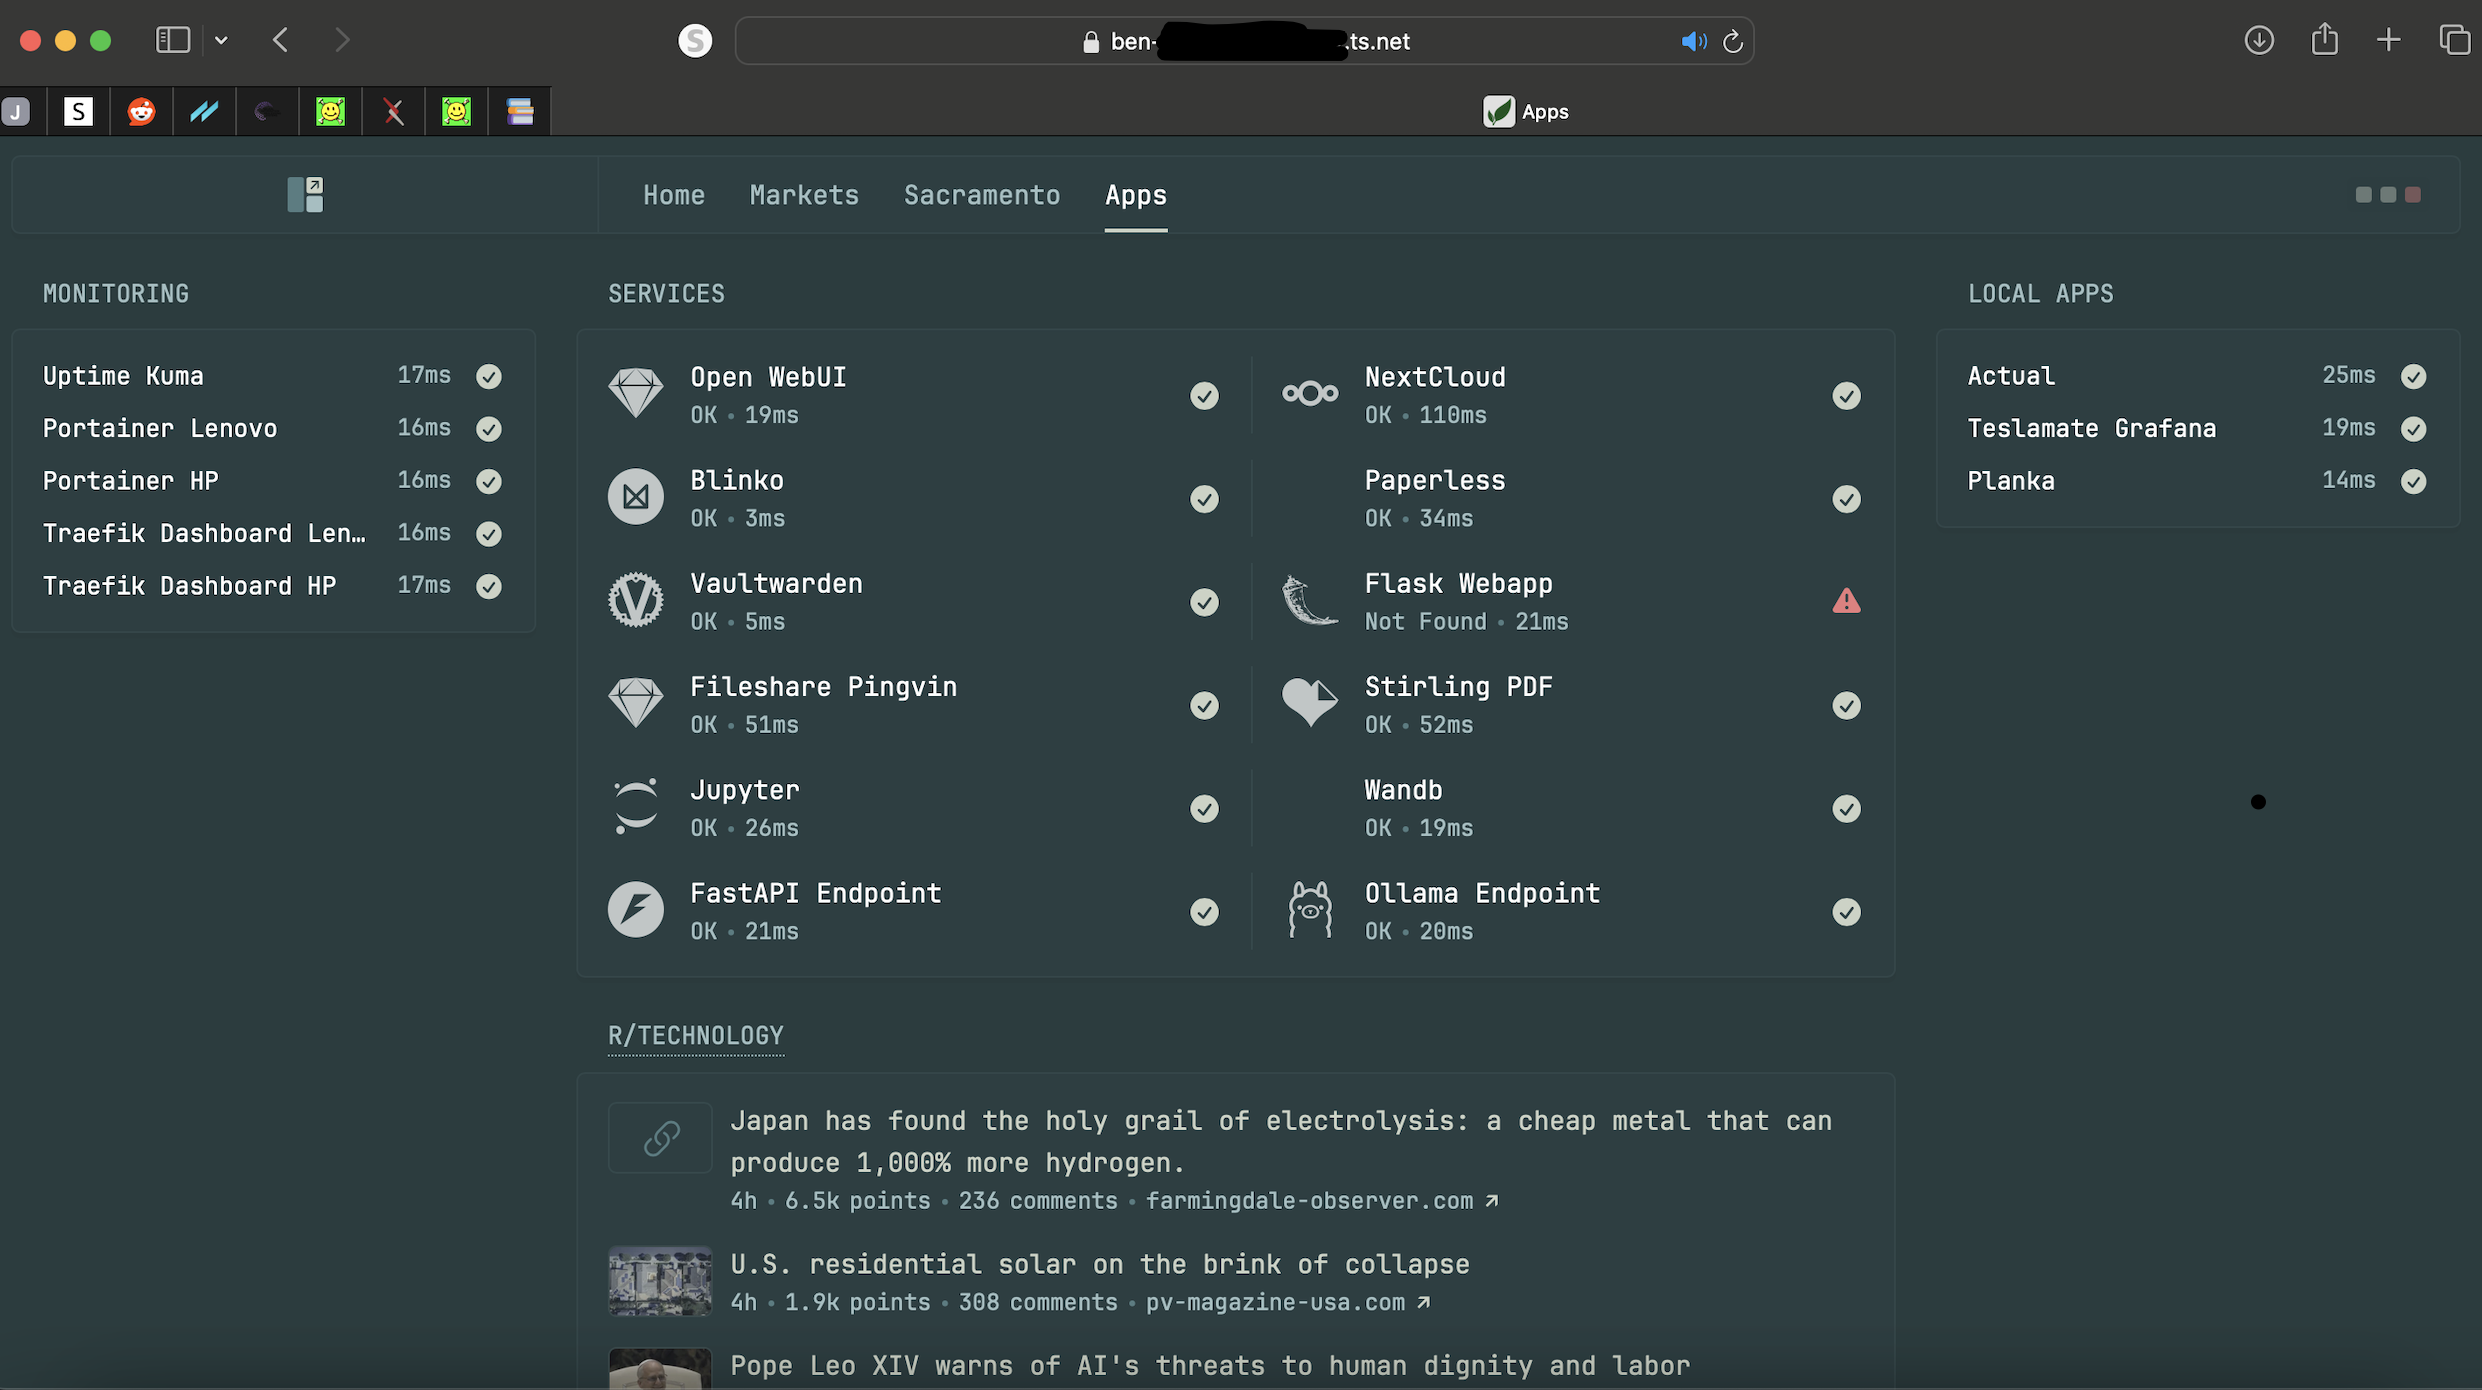 S
ben-
.ts.net
J
S
Apps
Home
Markets
Sacramento
Apps
MONITORING
Uptime Kuma 17ms
Portainer Lenovo 16ms
Portainer HP 16ms
Traefik Dashboard Len… 16ms
Traefik Dashboard HP 17ms
SERVICES
Open WebUI
OK • 19ms
NextCloud
OK • 110ms
Blinko
OK • 3ms
Paperless
OK • 34ms
Vaultwarden
OK • 5ms
Flask Webapp
Not Found • 21ms
Fileshare Pingvin
OK • 51ms
Stirling PDF
OK • 52ms
Jupyter
OK • 26ms
Wandb
OK • 19ms
FastAPI Endpoint
OK • 21ms
Ollama Endpoint
OK • 20ms
LOCAL APPS
Actual 25ms
Teslamate Grafana 19ms
Planka 14ms
R/TECHNOLOGY
Japan has found the holy grail of electrolysis: a cheap metal that can
produce 1,000% more hydrogen.
4h • 6.5k points • 236 comments • farmingdale-observer.com
U.S. residential solar on the brink of collapse
4h • 1.9k points • 308 comments • pv-magazine-usa.com
Pope Leo XIV warns of AI's threats to human dignity and labor